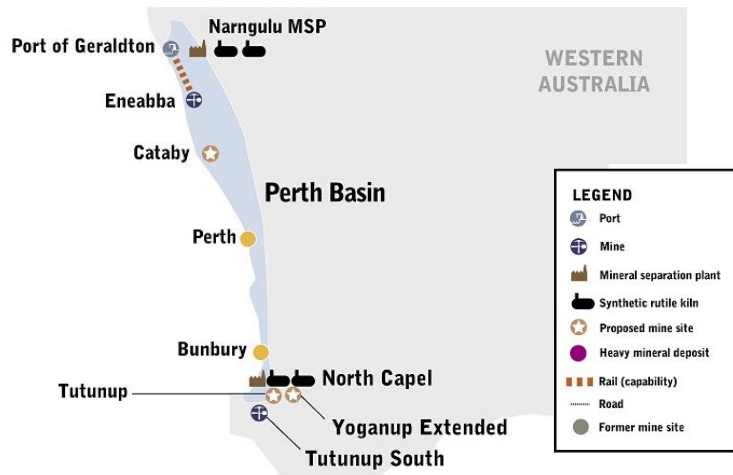 Narngulu MSP
Port of Geraldton
WESTERN
AUSTRALIA
Eneabba
Cataby
Perth Basin
Perth
Bunbury
North Capel
Tutunup
Yoganup Extended
Tutunup South
LEGEND
Port
Mine
Mineral separation plant
Synthetic rutile kiln
Proposed mine site
Heavy mineral deposit
Rail (capability)
Road
Former mine site